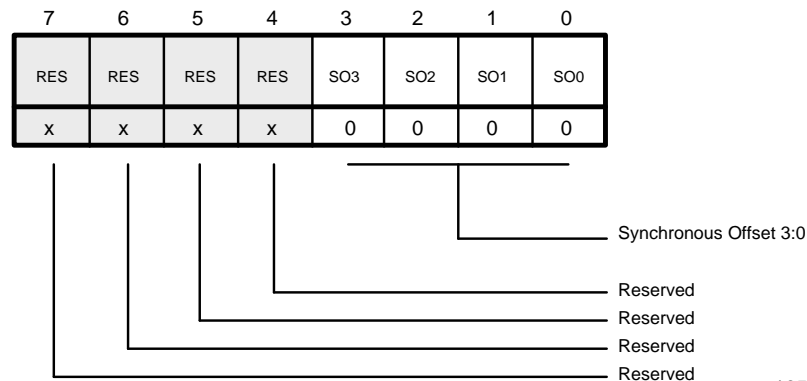 7 6 5 4 3 2 1 0
RES RES RES RES SO3 SO2 SO1 SO0
x x x x 0 0 0 0
Synchronous Offset 3:0
Reserved
Reserved
Reserved
Reserved